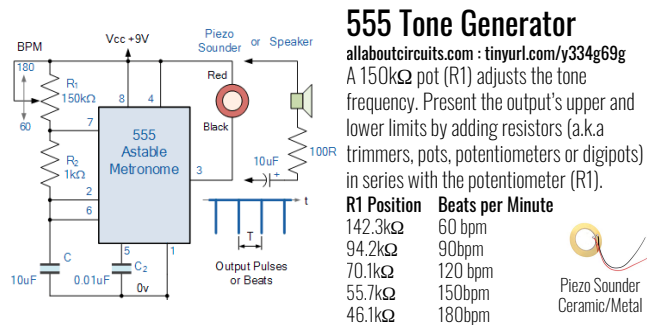 555 Tone Generator
allaboutcircuits.com : tinyurl.com/y334g69g
A 150kΩ pot (R1) adjusts the tone
frequency. Present the output's upper and
lower limits by adding resistors (a.k.a
trimmers, pots, potentiometers or digipots)
in series with the potentiometer (R1).
R1 Position Beats per Minute
142.3kΩ 60 bpm
94.2kΩ 90bpm
70.1kΩ 120 bpm
55.7kΩ 150bpm
46.1kΩ 180bpm
Piezo Sounder
Ceramic/Metal
BPM
180
60
Vcc +9V
Piezo
Sounder
or Speaker
R1
150kΩ
Red
Black
8
4
7
555
Astable
Metronome
3
R2
1kΩ
2
6
10uF
+
100R
t
T
Output Pulses
or Beats
C
10uF
5
C2
0.01uF
1
0v